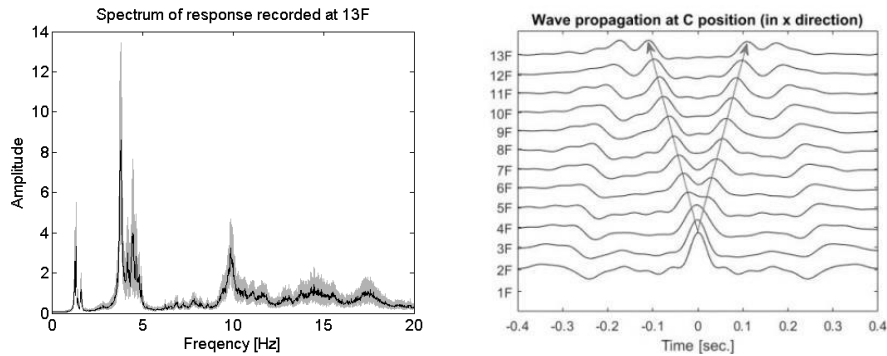 Spectrum of response recorded at 13F
14
12
10
8
6
4
2
0
Amplitude
0 5 10 15 20
Freqency [Hz]
Wave propagation at C position (in x direction)
13F
12F
11F
10F
9F
8F
7F
6F
5F
4F
3F
2F
1F
-0.4 -0.3 -0.2 -0.1 0 0.1 0.2 0.3 0.4
Time [sec.]